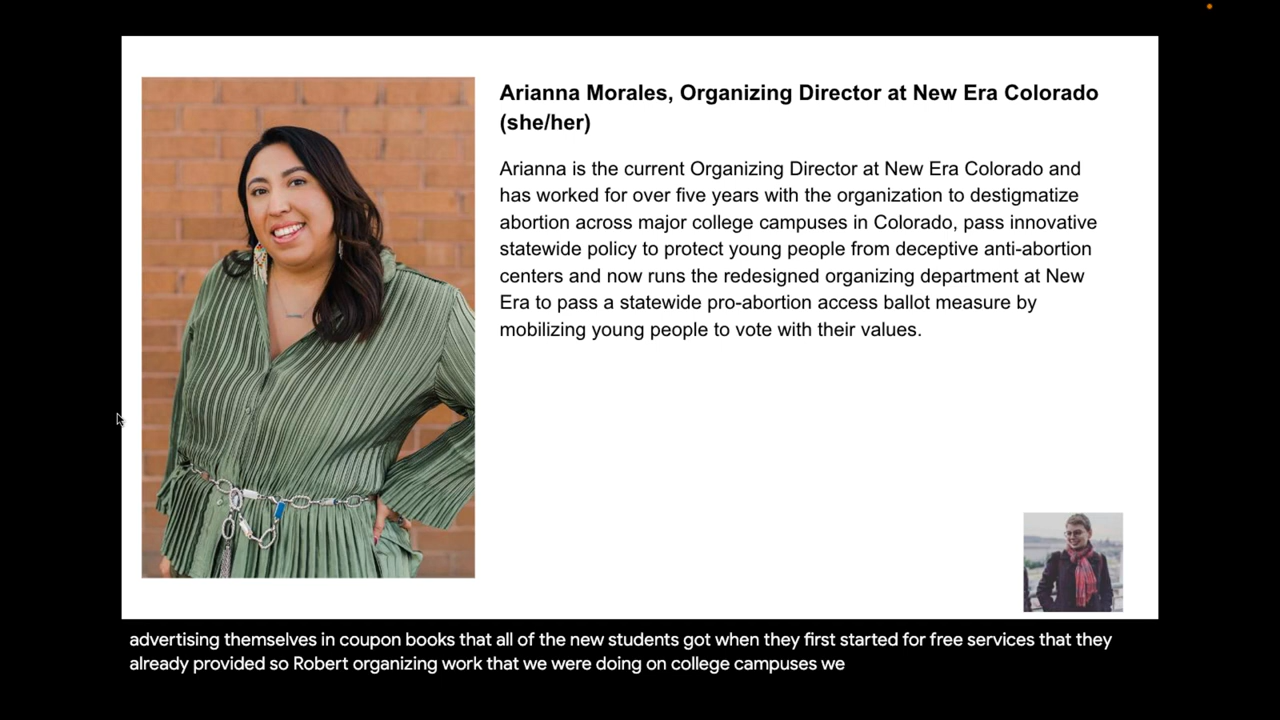 Arianna Morales, Organizing Director at New Era Colorado
(she/her)
Arianna is the current Organizing Director at New Era Colorado and
has worked for over five years with the organization to destigmatize
abortion across major college campuses in Colorado, pass innovative
statewide policy to protect young people from deceptive anti-abortion
centers and now runs the redesigned organizing department at New
Era to pass a statewide pro-abortion access ballot measure by
mobilizing young people to vote with their values.
advertising themselves in coupon books that all of the new students got when they first started for free services that they
already provided so Robert organizing work that we were doing on college campuses we